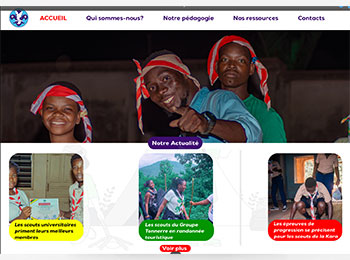 ACCUEIL Qui sommes-nous? Notre pédagogie Nos ressources Contacts
Notre Actualité
Les scouts universitaires
priment leurs meilleurs
membres
Les scouts du Groupe
Tonnerre en randonnée
touristique
Les épreuves de
progression se précisent
pour les scouts de la Kara
Voir plus